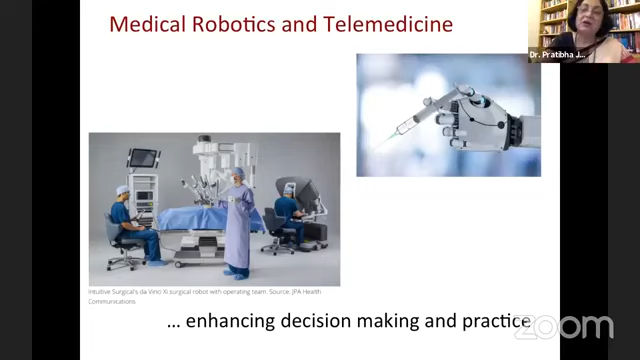 Medical Robotics and Telemedicine
Dr. Pratibha J...
Intuitive Surgical's da Vinci Xi surgical robot with operating team. Source: JPA Health
Communications
... enhancing decision making and practice
zoom